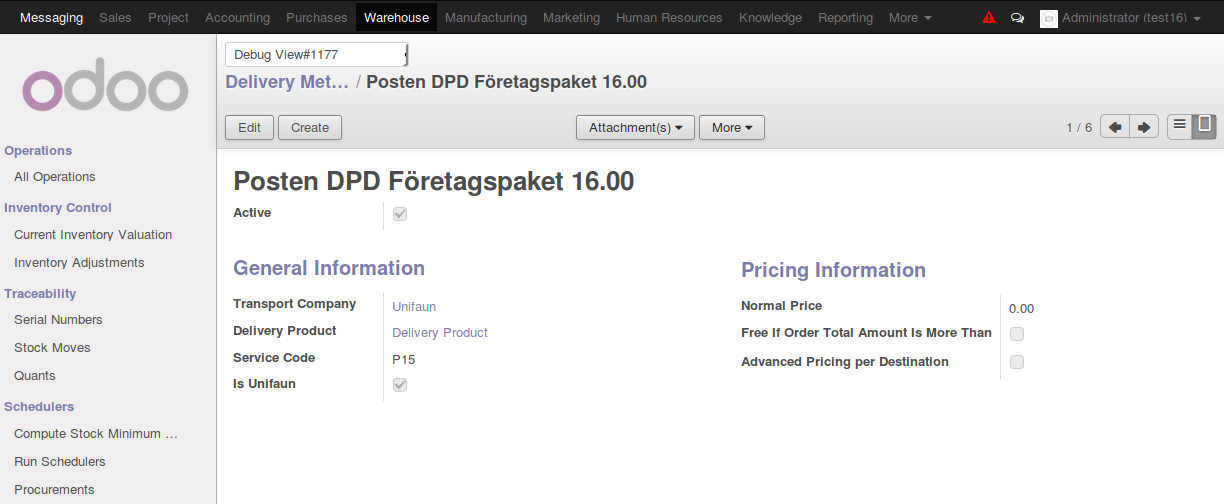 Messaging Sales Project Accounting Purchases Warehouse Manufacturing Marketing Human Resources Knowledge Reporting More Administrator (test16)
odoo
Debug View#1177
Delivery Met… / Posten DPD Företagspaket 16.00
Edit Create Attachment(s) More 1 / 6
Operations
All Operations
Inventory Control
Current Inventory Valuation
Inventory Adjustments
Traceability
Serial Numbers
Stock Moves
Quants
Schedulers
Compute Stock Minimum …
Run Schedulers
Procurements
Posten DPD Företagspaket 16.00
Active
General Information
Transport Company Unifaun
Delivery Product Delivery Product
Service Code P15
Is Unifaun
Pricing Information
Normal Price 0.00
Free If Order Total Amount Is More Than
Advanced Pricing per Destination